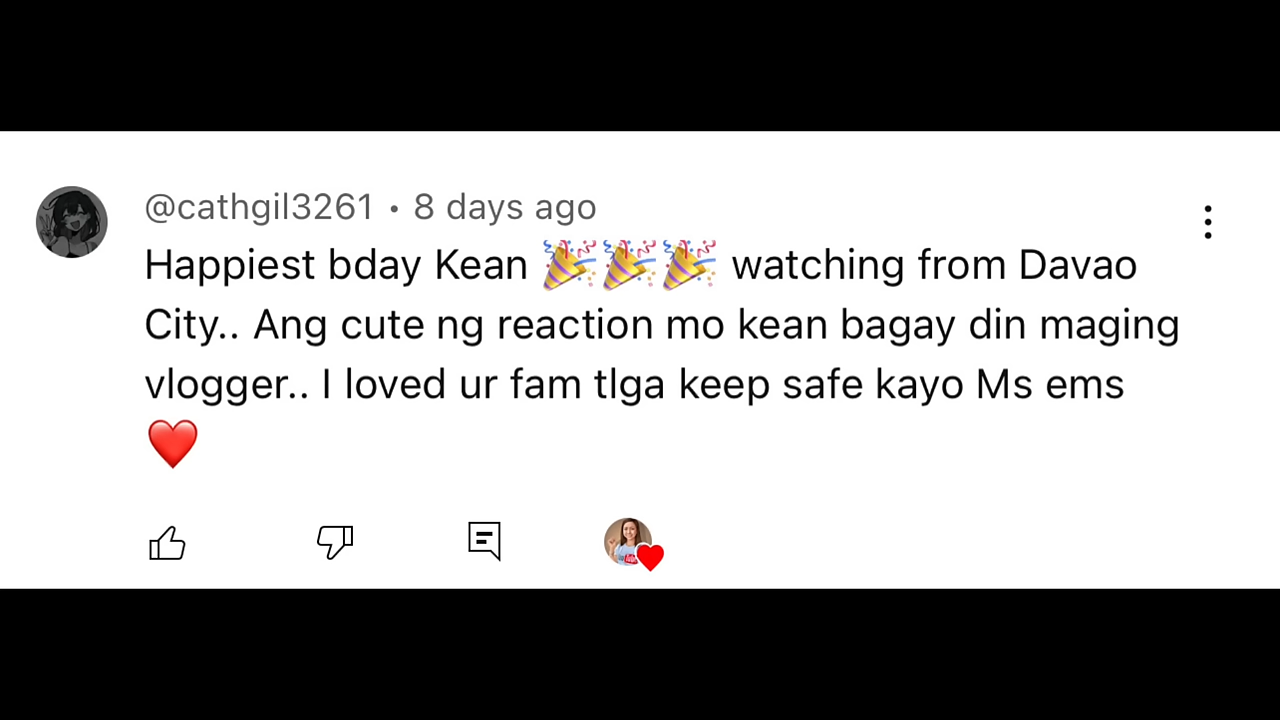 @cathgil3261 • 8 days ago
Happiest bday Kean 🎉🎉🎉 watching from Davao
City.. Ang cute ng reaction mo kean bagay din maging
vlogger.. I loved ur fam tlga keep safe kayo Ms ems
❤️